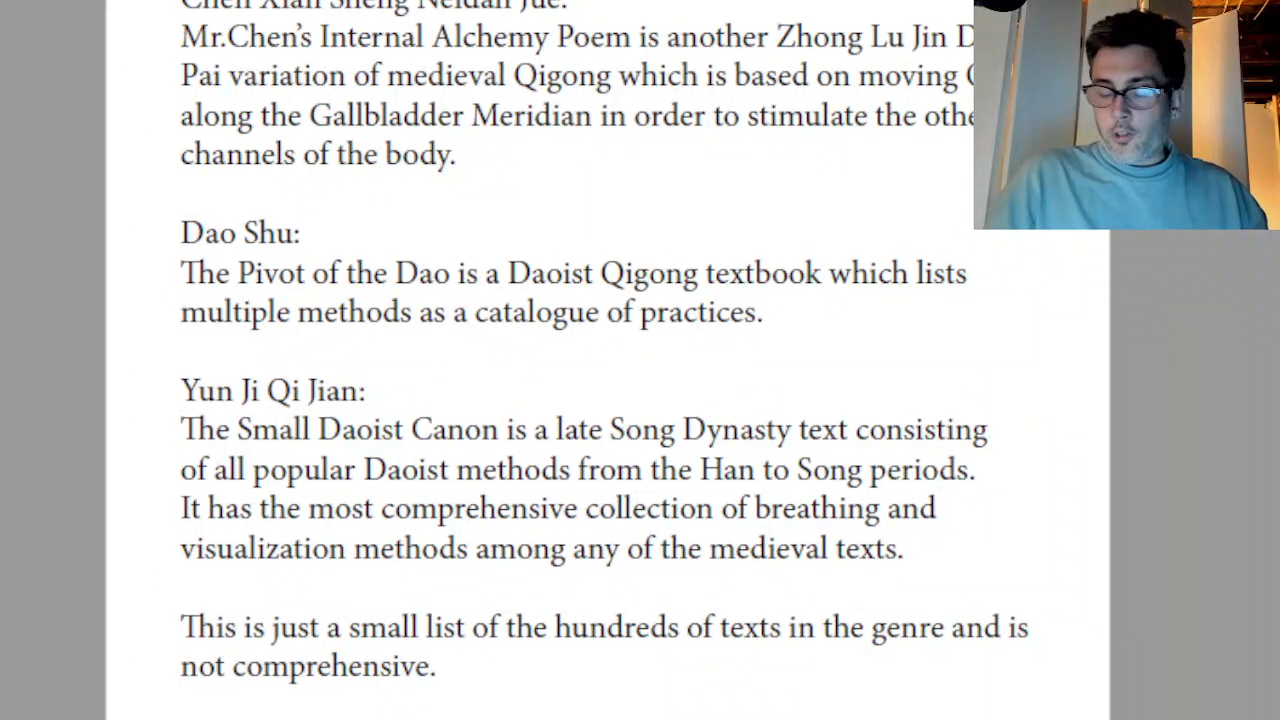 Chen Xian Sheng Neidan Jue:
Mr.Chen's Internal Alchemy Poem is another Zhong Lu Jin
Pai variation of medieval Qigong which is based on moving
along the Gallbladder Meridian in order to stimulate the
channels of the body.
Dao Shu:
The Pivot of the Dao is a Daoist Qigong textbook which lists
multiple methods as a catalogue of practices.
Yun Ji Qi Jian:
The Small Daoist Canon is a late Song Dynasty text consisting
of all popular Daoist methods from the Han to Song periods.
It has the most comprehensive collection of breathing and
visualization methods among any of the medieval texts.
This is just a small list of the hundreds of texts in the genre and is
not comprehensive.